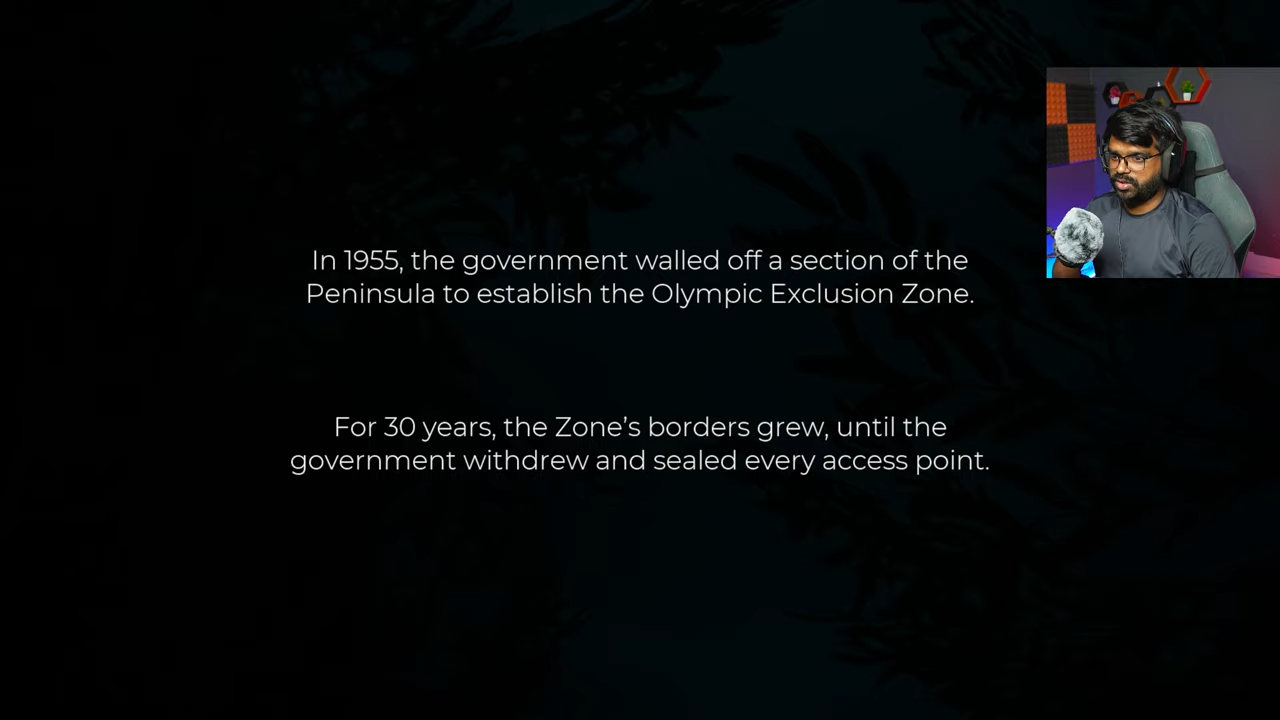 In 1955, the government walled off a section of the
Peninsula to establish the Olympic Exclusion Zone.
For 30 years, the Zone's borders grew, until the
government withdrew and sealed every access point.